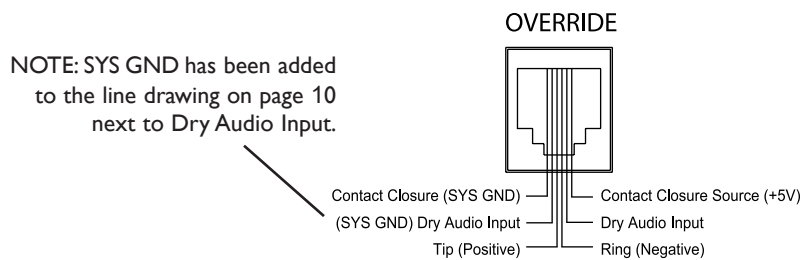 OVERRIDE
NOTE: SYS GND has been added
to the line drawing on page 10
next to Dry Audio Input.
Contact Closure (SYS GND)
Contact Closure Source (+5V)
(SYS GND) Dry Audio Input
Dry Audio Input
Tip (Positive)
Ring (Negative)